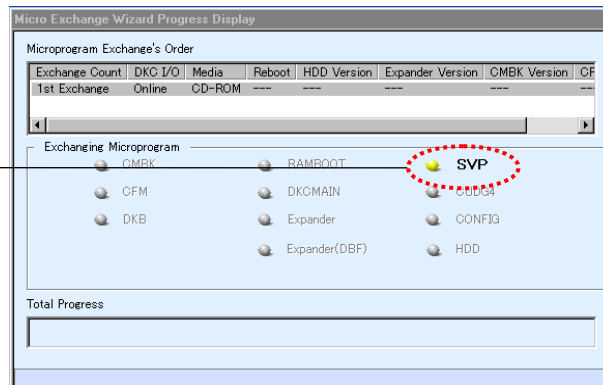 Micro Exchange Wizard Progress Display
Microprogram Exchange's Order
Exchange Count DKC I/O Media Reboot HDD Version Expander Version CMBK Version CF
1st Exchange Online CD-ROM --- --- --- --- ---
Exchanging Microprogram
CMBK RAMBOOT SVP
CFM DKCMAIN CUDG4
DKB Expander CONFIG
Expander(DBF) HDD
Total Progress